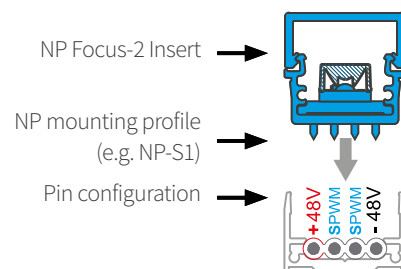 NP Focus-2 Insert
NP mounting profile
(e.g. NP-S1)
Pin configuration
+48V
SPWM
SPWM
- 48V